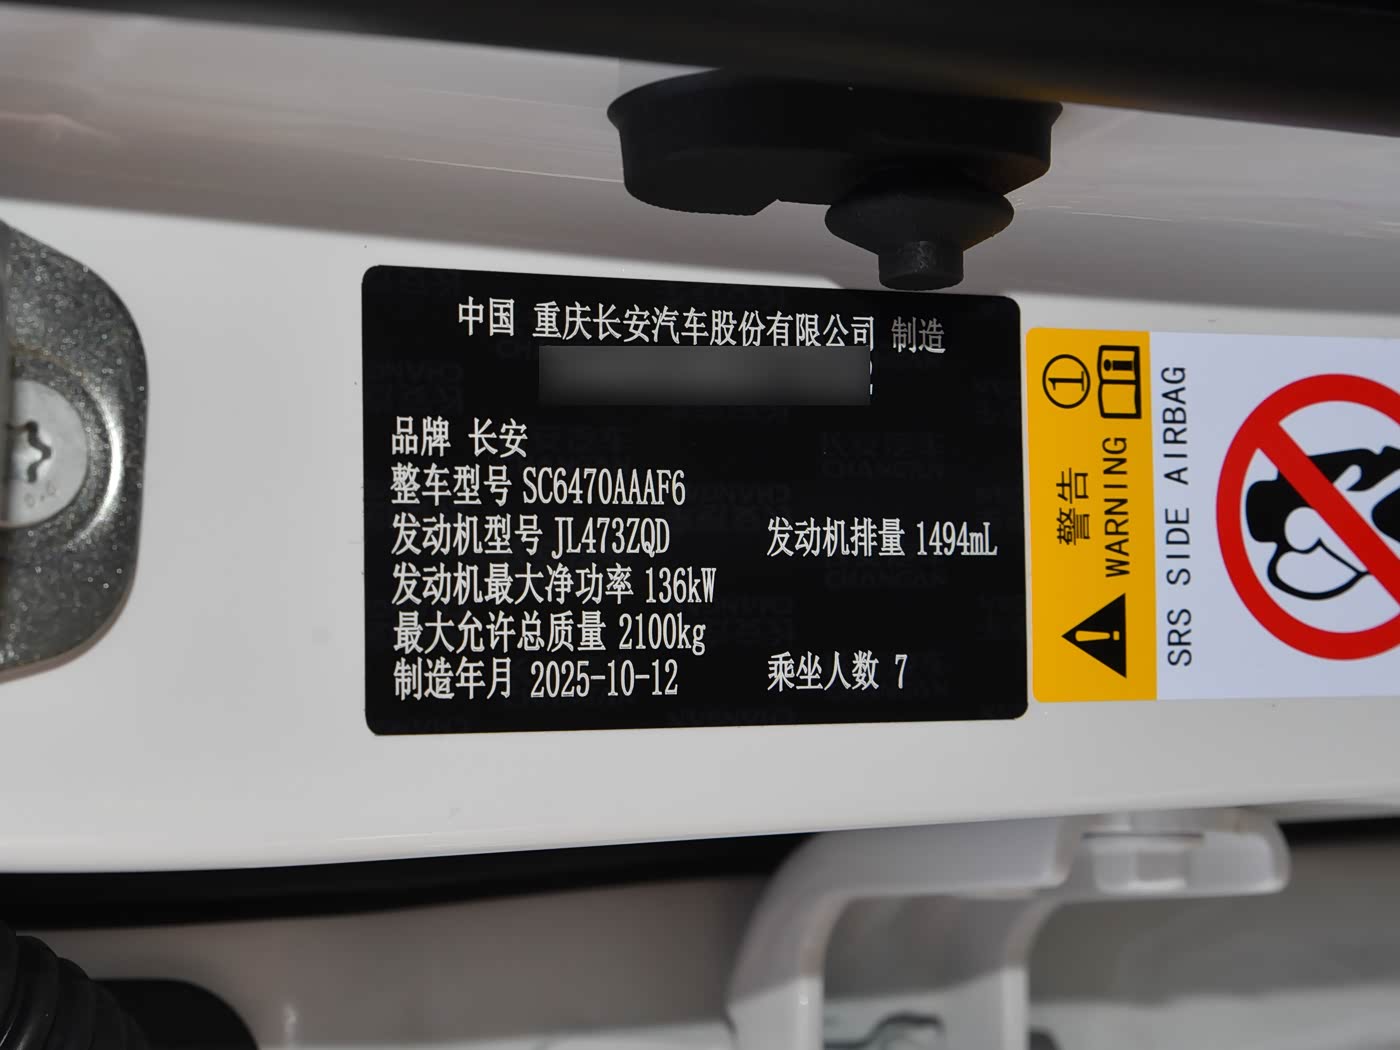 中国 重庆长安汽车股份有限公司 制造
品牌 长安
整车型号 SC6470AAAF6
发动机型号 JL473ZQD 发动机排量 1494mL
发动机最大净功率 136kW
最大允许总质量 2100kg
制造年月 2025-10-12 乘坐人数 7
① i
警告
WARNING
SRS SIDE AIRBAG